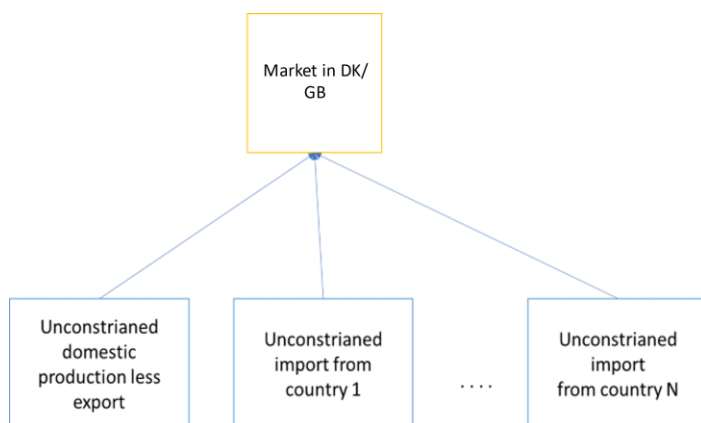 Market in DK/
GB
Unconstrianed
domestic
production less
export
Unconstrianed
import from
country 1
....
Unconstrianed
import
from country N